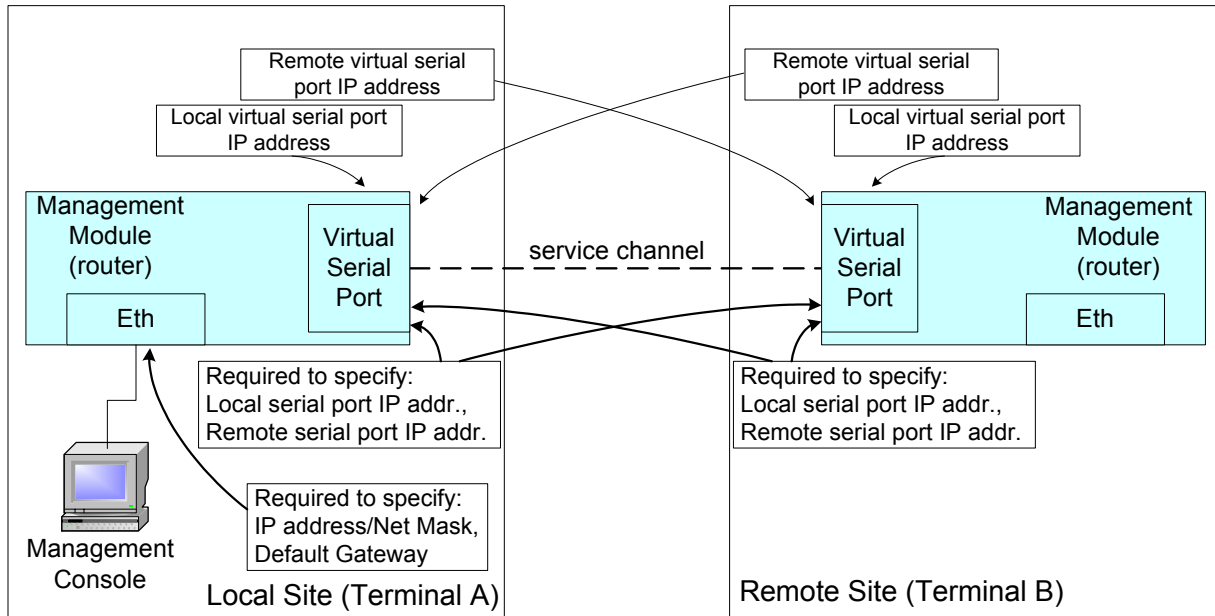 Remote virtual serial
port IP address
Remote virtual serial
port IP address
Local virtual serial port
IP address
Local virtual serial port
IP address
Management
Module
(router)
Virtual
Serial
Port
Eth
service channel
Virtual
Serial
Port
Management
Module
(router)
Eth
Required to specify:
Local serial port IP addr.,
Remote serial port IP addr.
Required to specify:
Local serial port IP addr.,
Remote serial port IP addr.
Required to specify:
IP address/Net Mask,
Default Gateway
Management
Console
Local Site (Terminal A)
Remote Site (Terminal B)